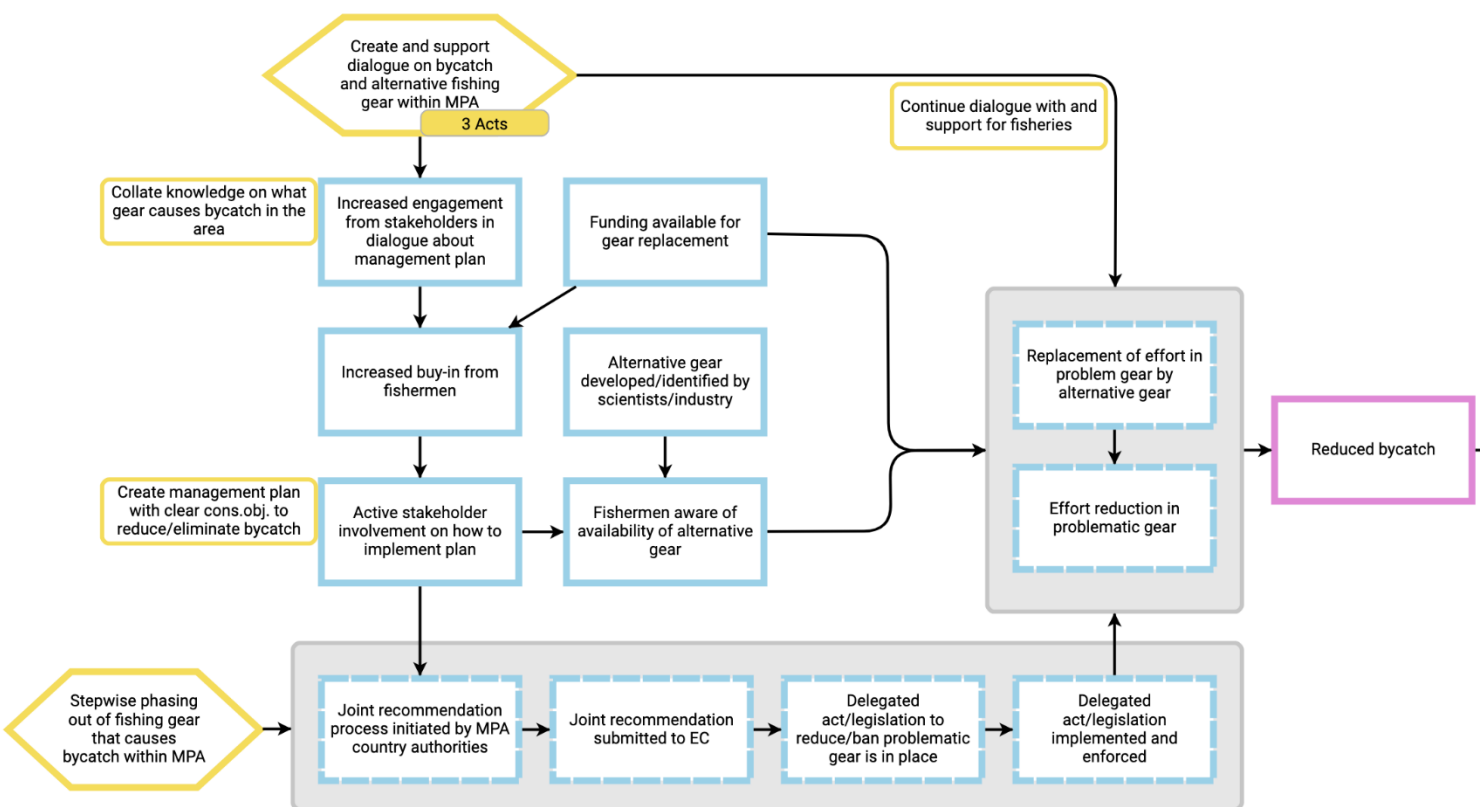 Create and support
dialogue on bycatch
and alternative fishing
gear within MPA
3 Acts
Continue dialogue with and
support for fisheries
Collate knowledge on what
gear causes bycatch in the
area
Increased engagement
from stakeholders in
dialogue about
management plan
Funding available for
gear replacement
Increased buy-in from
fishermen
Alternative gear
developed/identified by
scientists/industry
Replacement of effort in
problem gear by
alternative gear
Reduced bycatch
Create management plan
with clear cons.obj. to
reduce/eliminate bycatch
Active stakeholder
involvement on how to
implement plan
Fishermen aware of
availability of alternative
gear
Effort reduction in
problematic gear
Stepwise phasing
out of fishing gear
that causes
bycatch within MPA
Joint recommendation
process initiated by MPA
country authorities
Joint recommendation
submitted to EC
Delegated
act/legislation to
reduce/ban problematic
gear is in place
Delegated
act/legislation
implemented and
enforced